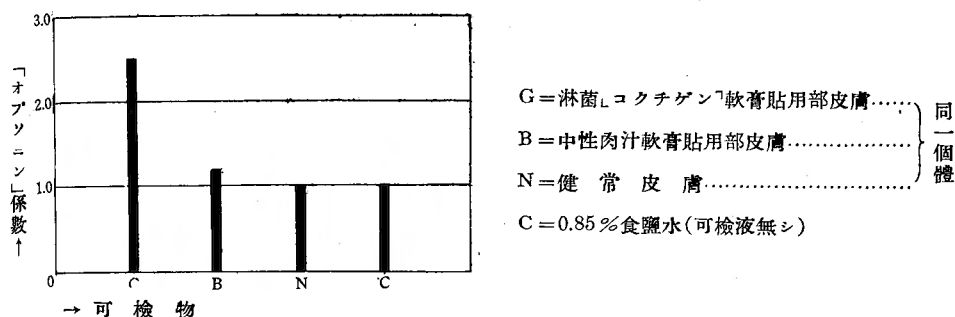 3.0
2.0
1.0
0
「オプソニン」係數→
C B N C
→ 可檢物
G=淋菌「コクチゲン」軟膏貼用部皮膚……
B=中性肉汁軟膏貼用部皮膚………………
N=健常皮膚………………………………
同一個體
C=0.85%食鹽水(可檢液無シ)